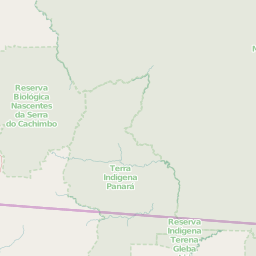 Reserva
Biológica
Nascentes
da Serra
do Cachimbo
Terra
Indígena
Panará
Reserva
Indígena
Terena
Gleba